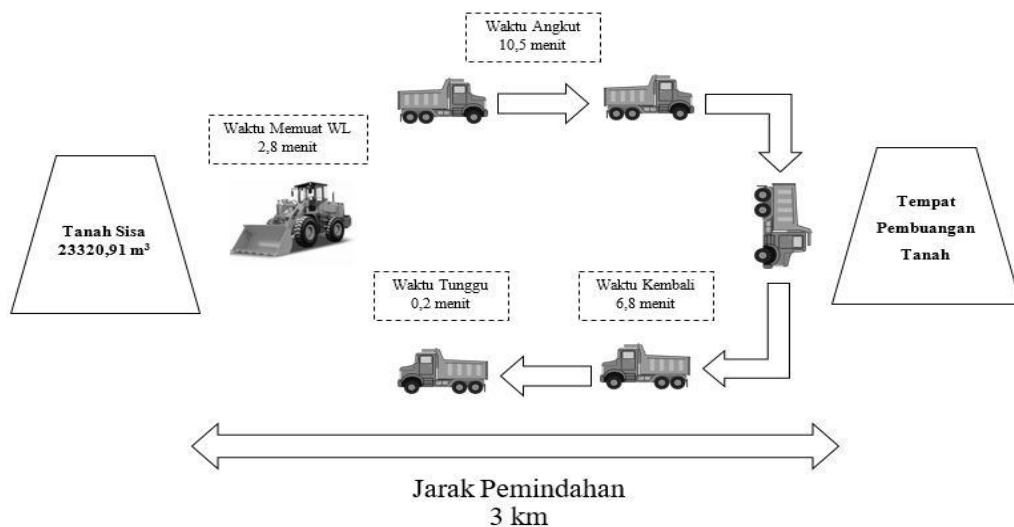 Waktu Angkut
10,5 menit
Waktu Memuat WL
2,8 menit
Tanah Sisa
23320,91 m³
Tempat
Pembuangan
Tanah
Waktu Tunggu
0,2 menit
Waktu Kembali
6,8 menit
Jarak Pemindahan
3 km